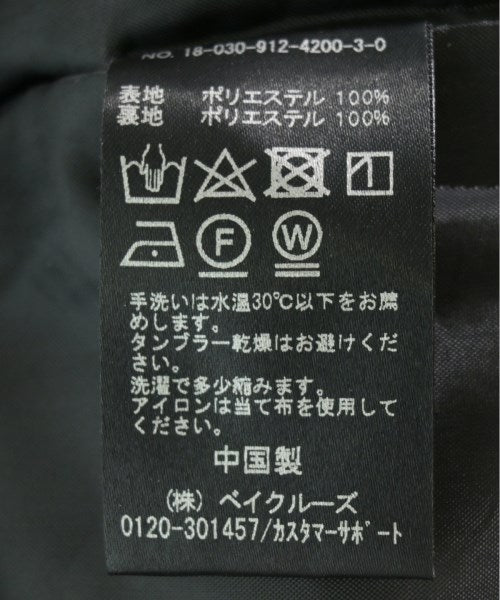 NO. 18-030-912-4200-3-0
表地 ポリエステル 100%
裏地 ポリエステル 100%
F
W
手洗いは水温30℃以下をお薦
めします。
タンブラー乾燥はお避けくだ
さい。
洗濯で多少縮みます。
アイロンは当て布を使用して
ください。
中国製
(株) ベイクルーズ
0120-301457/カスタマーサポート